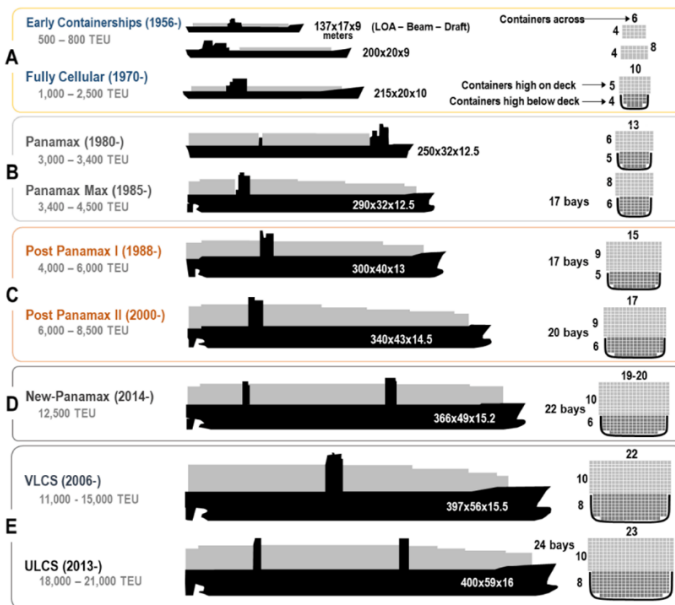 Early Containerships (1956-)
500 – 800 TEU
137x17x9
meters
(LOA – Beam – Draft)
Containers across
6
4
200x20x9
4
8
A
Fully Cellular (1970-)
1,000 – 2,500 TEU
215x20x10
10
Containers high on deck
5
Containers high below deck
4
Panamax (1980-)
3,000 – 3,400 TEU
250x32x12.5
13
6
5
B
Panamax Max (1985-)
3,400 – 4,500 TEU
290x32x12.5
17 bays
8
6
Post Panamax I (1988-)
4,000 – 6,000 TEU
300x40x13
17 bays
15
9
5
C
Post Panamax II (2000-)
6,000 – 8,500 TEU
340x43x14.5
20 bays
17
9
6
D
New-Panamax (2014-)
12,500 TEU
366x49x15.2
22 bays
19-20
10
6
VLCS (2006-)
11,000 - 15,000 TEU
397x56x15.5
22
10
8
E
ULCS (2013-)
18,000 – 21,000 TEU
400x59x16
24 bays
23
10
8